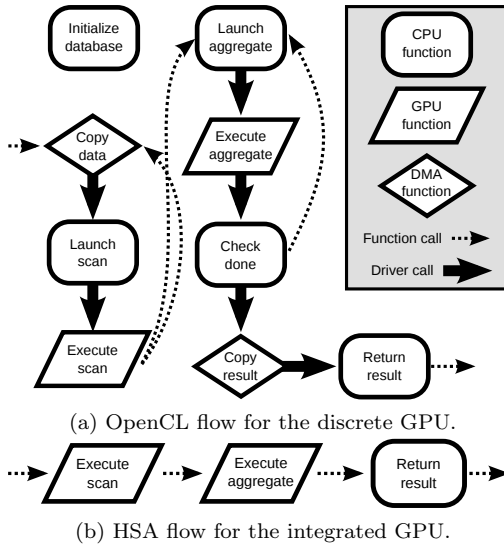 Initialize
database
Copy
data
Launch
scan
Execute
scan
Launch
aggregate
Execute
aggregate
Check
done
Copy
result
Return
result
CPU
function
GPU
function
DMA
function
Function call
Driver call
(a) OpenCL flow for the discrete GPU.
Execute
scan
Execute
aggregate
Return
result
(b) HSA flow for the integrated GPU.